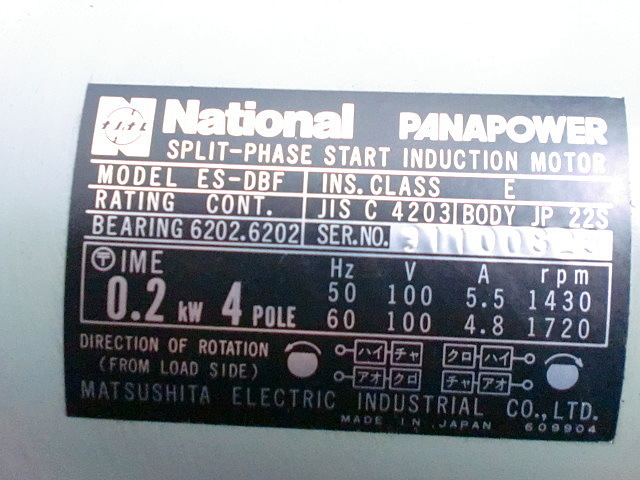 National PANAPOWER
SPLIT-PHASE START INDUCTION MOTOR
MODEL ES-DBF INS. CLASS E
RATING CONT. JIS C 4203 BODY JP 22S
BEARING 6202.6202 SER.NO.
IME Hz V A rpm
0.2 kW 4 POLE 50 100 5.5 1430
60 100 4.8 1720
DIRECTION OF ROTATION ハイ チャ クロ ハイ
(FROM LOAD SIDE) アオ クロ チャ アオ
MATSUSHITA ELECTRIC INDUSTRIAL CO.,LTD.
MADE IN JAPAN 609904